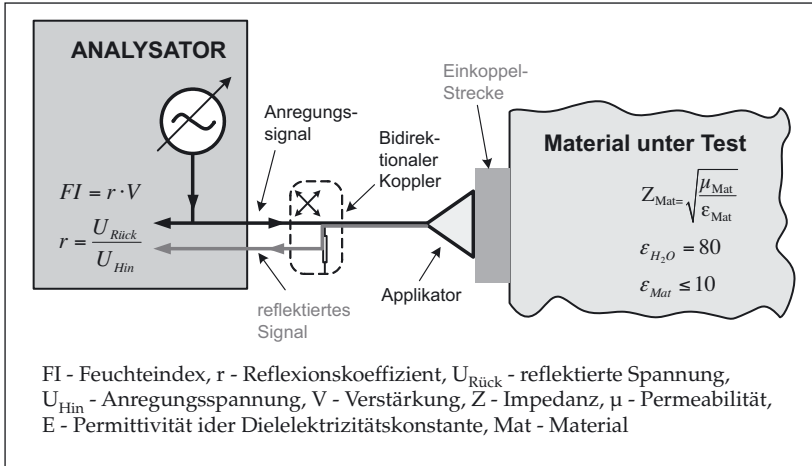 ANALYSATOR
Anregungs-
signal
Bidirek-
tionaler
Koppler
Einkoppel-
Strecke
Material unter Test
FI = r · V
r = U_Rück / U_Hin
Z_Mat= √(μ_Mat / ε_Mat)
ε_H₂O = 80
ε_Mat ≤ 10
reflektiertes
Signal
Applikator
FI - Feuchteindex, r - Reflexionskoeffizient, U_Rück - reflektierte Spannung,
U_Hin - Anregungsspannung, V - Verstärkung, Z - Impedanz, μ - Permeabilität,
E - Permittivität ider Dielelektrizitätskonstante, Mat - Material